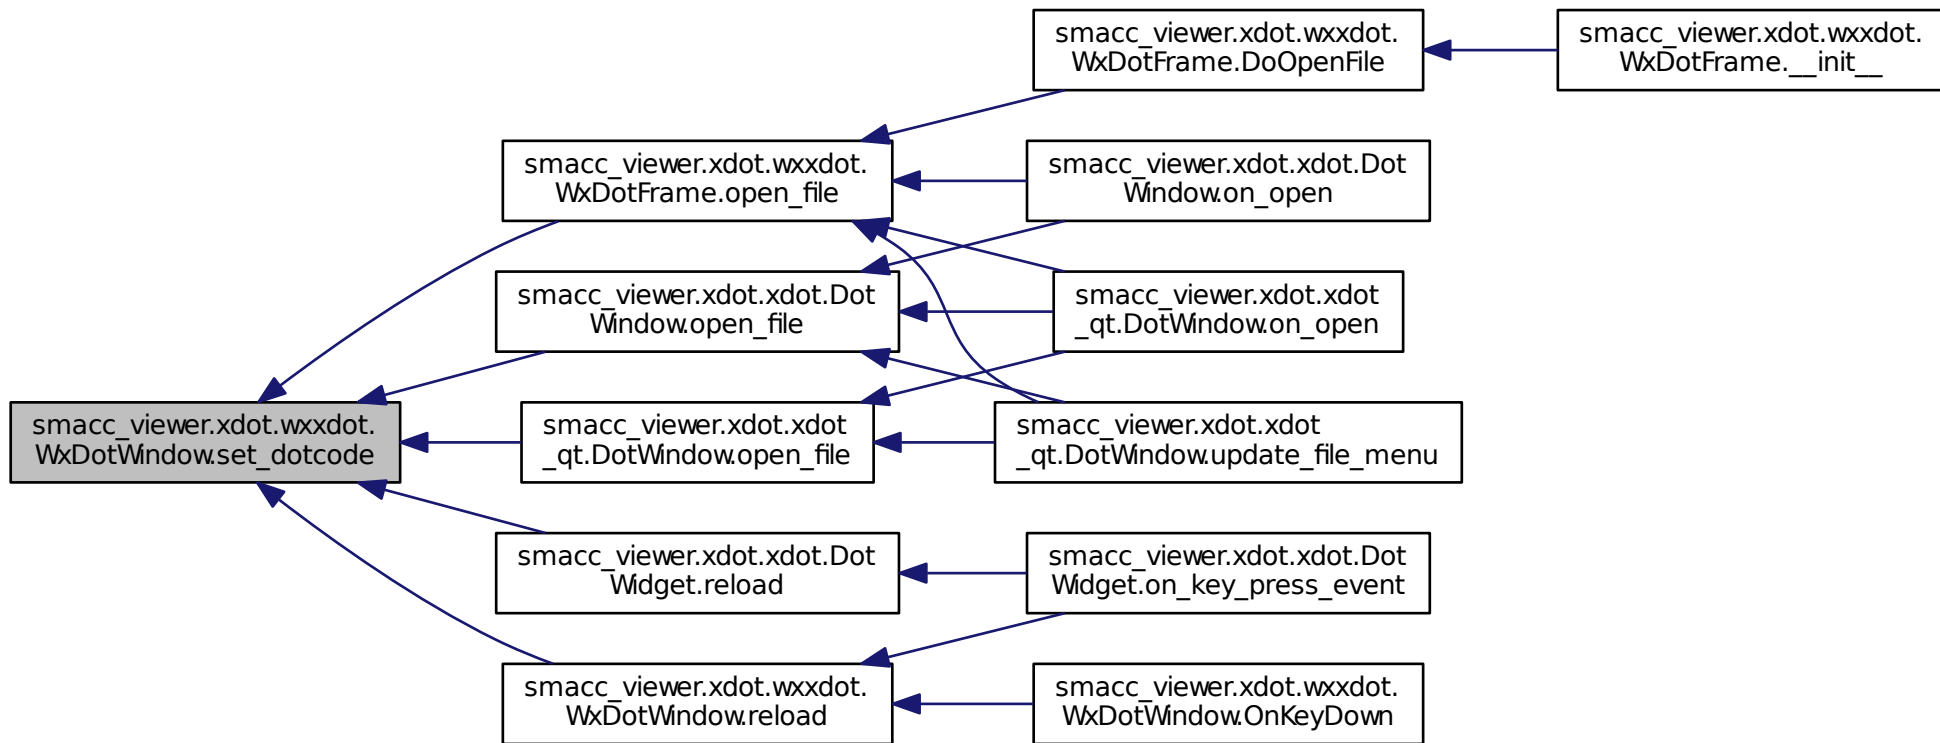 smacc_viewer.xdot.wxxdot.
WxDotFrame.DoOpenFile
smacc_viewer.xdot.wxxdot.
WxDotFrame.__init__
smacc_viewer.xdot.wxxdot.
WxDotFrame.open_file
smacc_viewer.xdot.xdot.Dot
Window.on_open
smacc_viewer.xdot.xdot.Dot
Window.open_file
smacc_viewer.xdot.xdot
_qt.DotWindow.on_open
smacc_viewer.xdot.wxxdot.
WxDotWindow.set_dotcode
smacc_viewer.xdot.xdot
_qt.DotWindow.open_file
smacc_viewer.xdot.xdot
_qt.DotWindow.update_file_menu
smacc_viewer.xdot.xdot.Dot
Widget.reload
smacc_viewer.xdot.xdot.Dot
Widget.on_key_press_event
smacc_viewer.xdot.wxxdot.
WxDotWindow.reload
smacc_viewer.xdot.wxxdot.
WxDotWindow.OnKeyDown